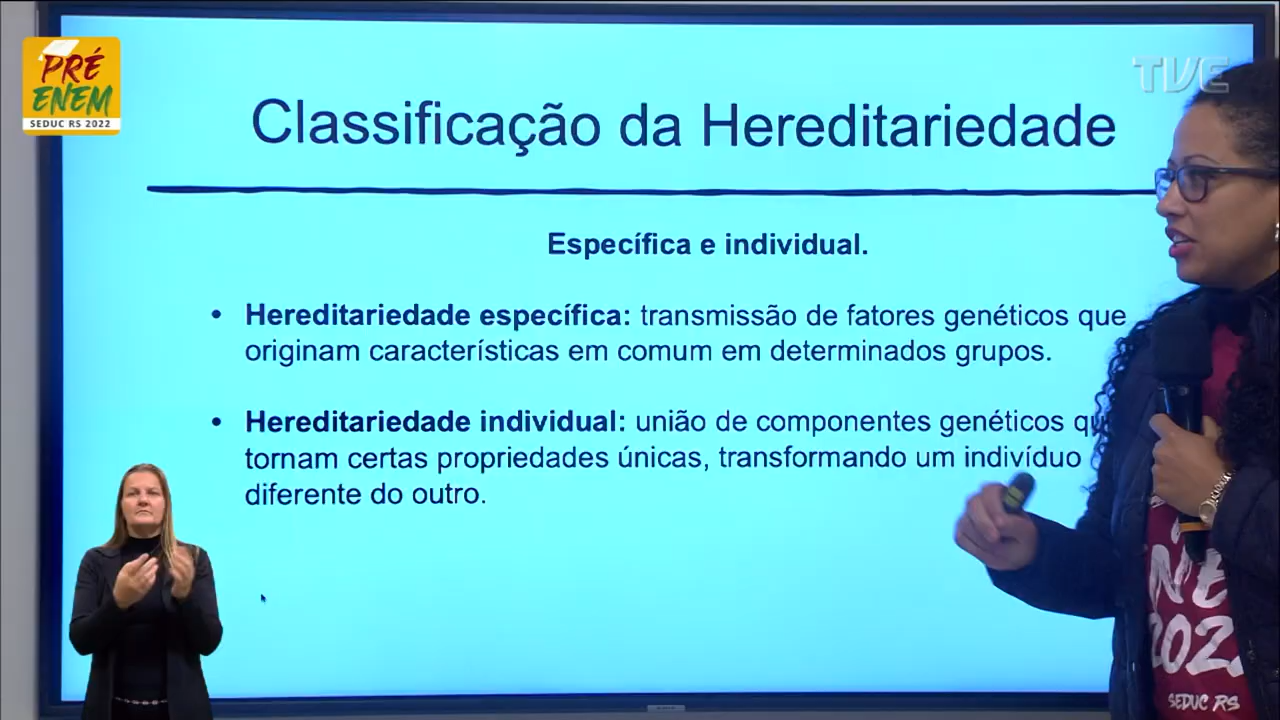 PRÉ
ENEM
SEDUC RS 2022
TVE
Classificação da Hereditariedade
Específica e individual.
• Hereditariedade específica: transmissão de fatores genéticos que
originam características em comum em determinados grupos.
• Hereditariedade individual: união de componentes genéticos qu
tornam certas propriedades únicas, transformando um indivíduo
diferente do outro.
SEDUC RS